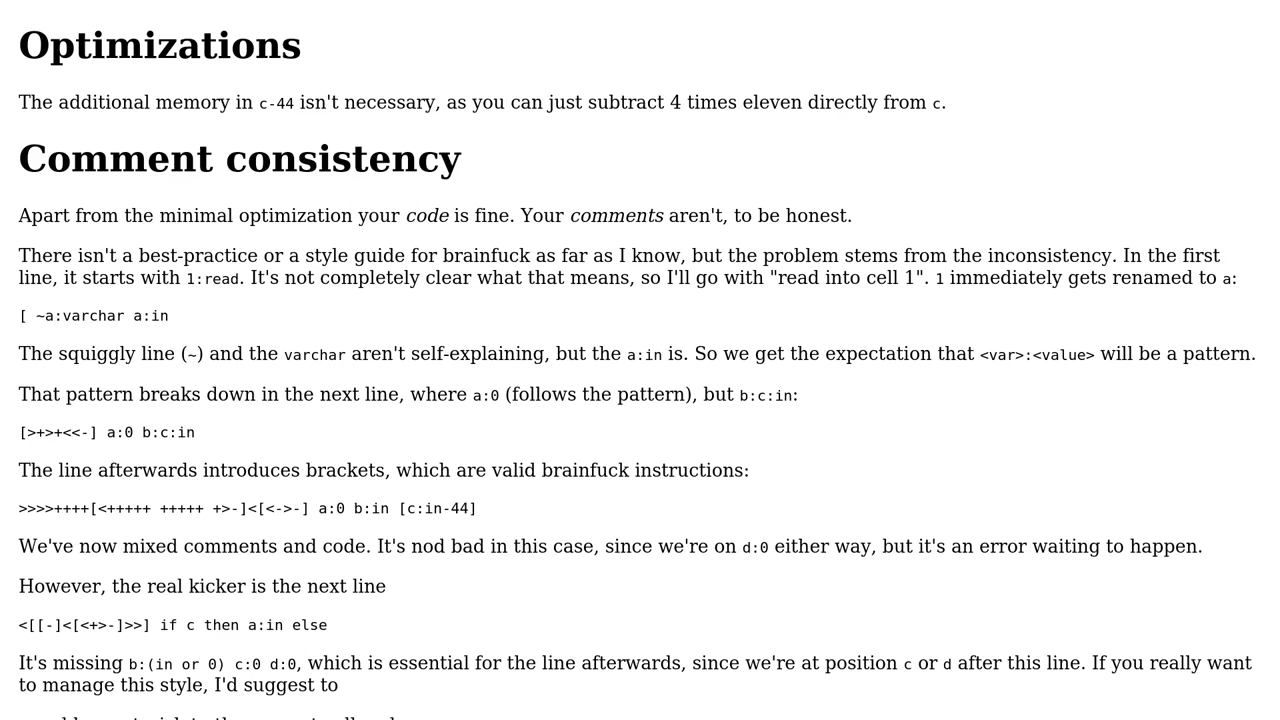 Optimizations
The additional memory in c-44 isn't necessary, as you can just subtract 4 times eleven directly from c.
Comment consistency
Apart from the minimal optimization your code is fine. Your comments aren't, to be honest.
There isn't a best-practice or a style guide for brainfuck as far as I know, but the problem stems from the inconsistency. In the first
line, it starts with 1:read. It's not completely clear what that means, so I'll go with "read into cell 1". 1 immediately gets renamed to a:
[ ~a:varchar a:in
The squiggly line (~) and the varchar aren't self-explaining, but the a:in is. So we get the expectation that <var>:<value> will be a pattern.
That pattern breaks down in the next line, where a:0 (follows the pattern), but b:c:in:
[>+>+<<-] a:0 b:c:in
The line afterwards introduces brackets, which are valid brainfuck instructions:
>>>>++++[<+++++ +++++ +>-]<[<->-] a:0 b:in [c:in-44]
We've now mixed comments and code. It's nod bad in this case, since we're on d:0 either way, but it's an error waiting to happen.
However, the real kicker is the next line
<[[-]<[<+>-]>>] if c then a:in else
It's missing b:(in or 0) c:0 d:0, which is essential for the line afterwards, since we're at position c or d after this line. If you really want
to manage this style, I'd suggest to